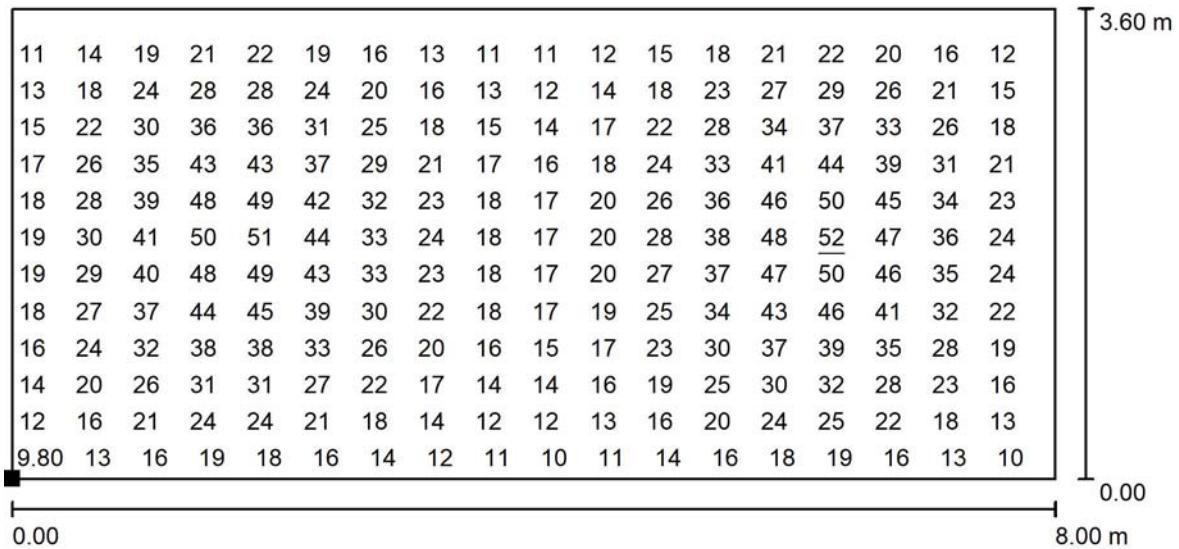 3.60 m
11 14 19 21 22 19 16 13 11 11 12 15 18 21 22 20 16 12
13 18 24 28 28 24 20 16 13 12 14 18 23 27 29 26 21 15
15 22 30 36 36 31 25 18 15 14 17 22 28 34 37 33 26 18
17 26 35 43 43 37 29 21 17 16 18 24 33 41 44 39 31 21
18 28 39 48 49 42 32 23 18 17 20 26 36 46 50 45 34 23
19 30 41 50 51 44 33 24 18 17 20 28 38 48 52 47 36 24
19 29 40 48 49 43 33 23 18 17 20 27 37 47 50 46 35 24
18 27 37 44 45 39 30 22 18 17 19 25 34 43 46 41 32 22
16 24 32 38 38 33 26 20 16 15 17 23 30 37 39 35 28 19
14 20 26 31 31 27 22 17 14 14 16 19 25 30 32 28 23 16
12 16 21 24 24 21 18 14 12 12 13 16 20 24 25 22 18 13
9.80 13 16 19 18 16 14 12 11 10 11 14 16 18 19 16 13 10
0.00
0.00 8.00 m